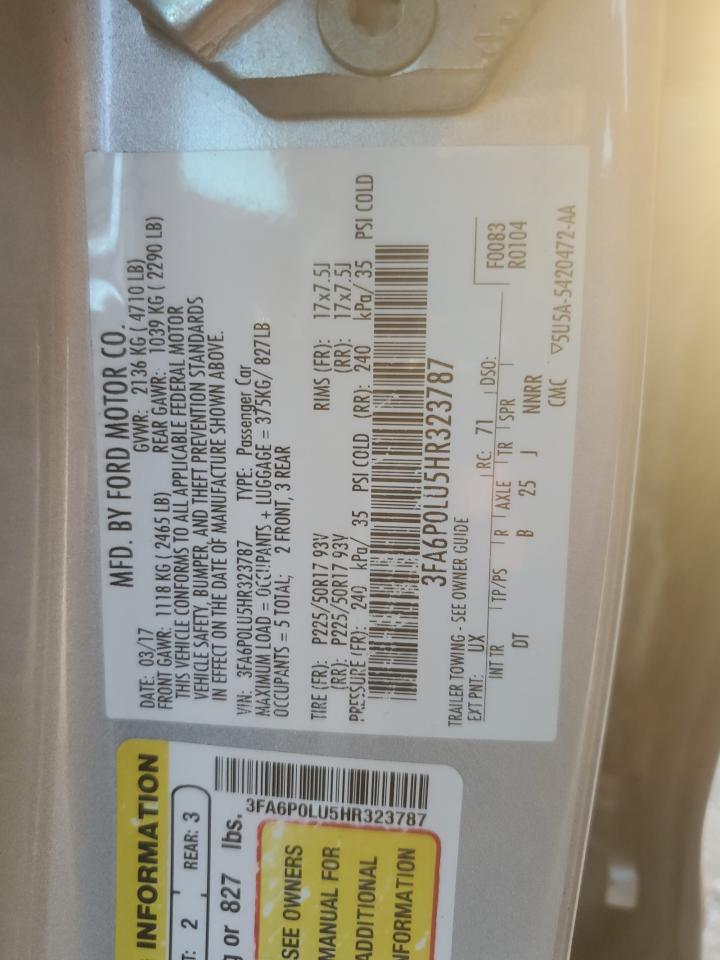 MFD. BY FORD MOTOR CO.
DATE: 03/17 GVWR: 2136 KG ( 4710 LB)
FRONT GAWR: 1118 KG ( 2465 LB) REAR GAWR: 1039 KG ( 2290 LB)
THIS VEHICLE CONFORMS TO ALL APPLICABLE FEDERAL MOTOR
VEHICLE SAFETY, BUMPER, AND THEFT PREVENTION STANDARDS
IN EFFECT ON THE DATE OF MANUFACTURE SHOWN ABOVE.
VIN: 3FA6P0LU5HR323787 TYPE: Passenger Car
MAXIMUM LOAD = OCCUPANTS + LUGGAGE = 375KG/ 827LB
OCCUPANTS = 5 TOTAL; 2 FRONT, 3 REAR
TIRE (FR): P225/50R17 93V RIMS (FR): 17x7.5J
(RR): P225/50R17 93V (RR): 17x7.5J
PRESSURE (FR): 240 kPa/ 35 PSI COLD (RR): 240 kPa/ 35 PSI COLD
3FA6P0LU5HR323787
TRAILER TOWING - SEE OWNER GUIDE
EXT PNT: UX RC: 71 DSO: F0083
R0104
INT TR TP/PS R AXLE TR SPR
DT B 25 J NNRR
CMC ▽5U5A-5420472-AA
INFORMATION
T: 2 REAR: 3
g or 827 lbs.
3FA6P0LU5HR323787
SEE OWNERS
MANUAL FOR
ADDITIONAL
NFORMATION